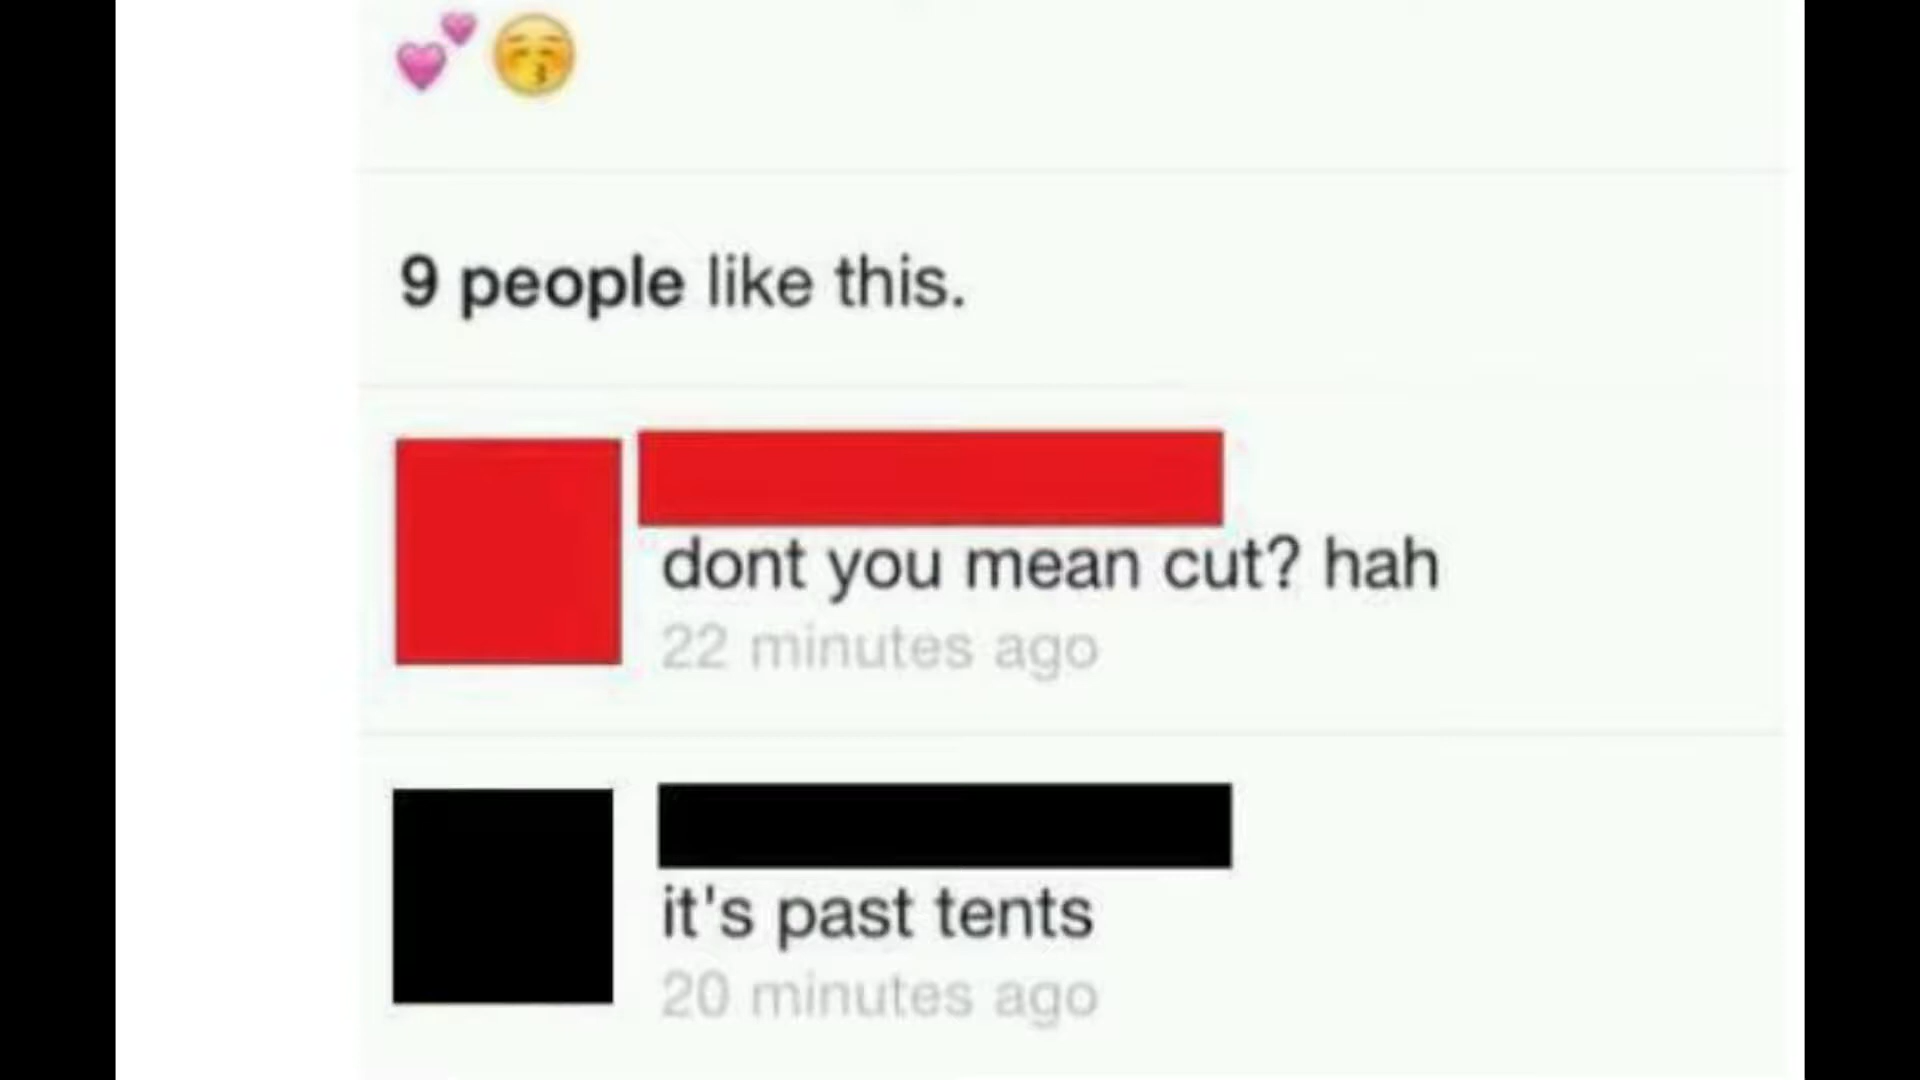 💕😚
9 people like this.
dont you mean cut? hah
22 minutes ago
it's past tents
20 minutes ago